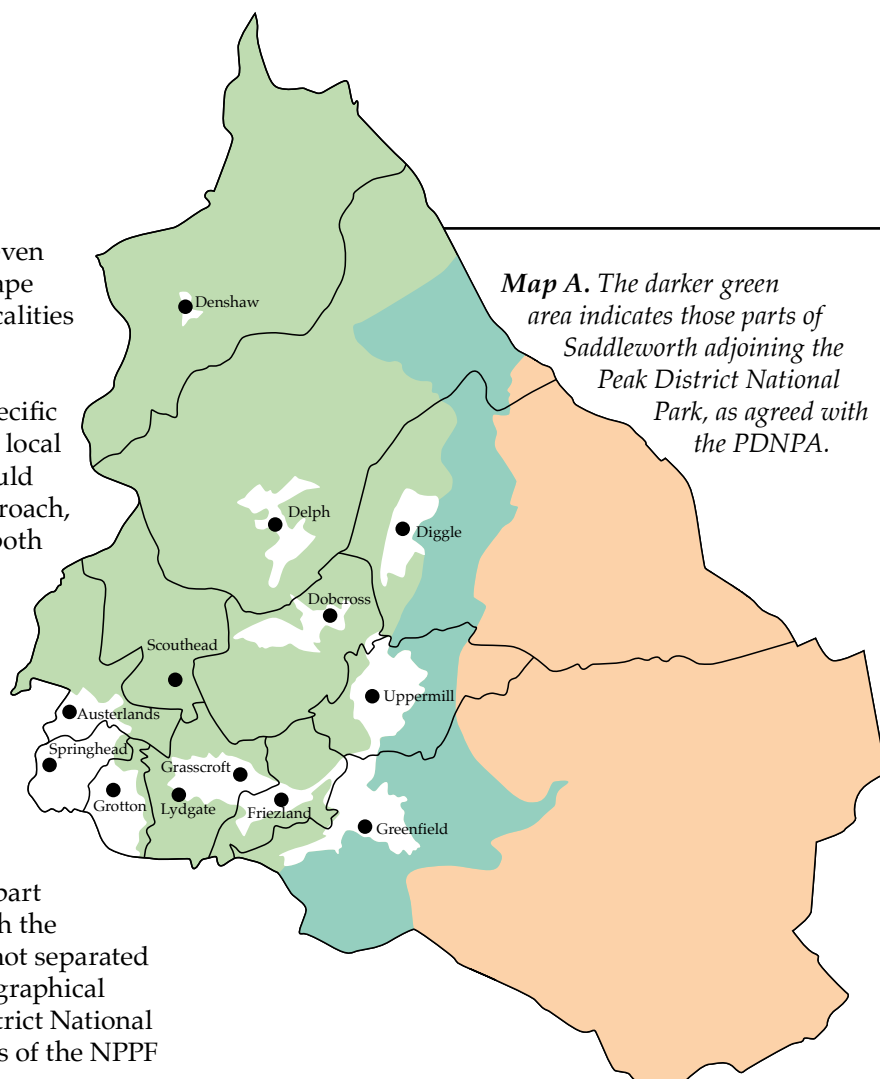 ven
ape
calities
ecific
local
uld
roach,
both
Map A. The darker green
area indicates those parts of
Saddleworth adjoining the
Peak District National
Park, as agreed with
the PDNPA.
Denshaw
Delph
Diggle
Dobcross
Scouthead
Uppermill
Austerlands
Springhead
Grasscroft
Grotton
Lydgate
Friezland
Greenfield
part
h the
not separated
graphical
trict National
s of the NPPF